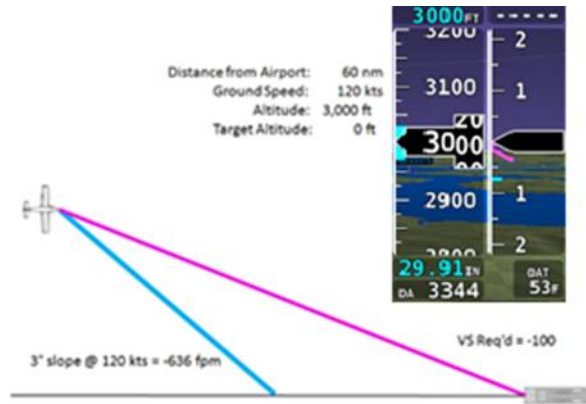 3000FT -----
3200 2
Distance from Airport: 60 nm
Ground Speed: 120 kts
Altitude: 3,000 ft
Target Altitude: 0 ft
3100 1
20
3000
2900 1
2800 2
29.91IN OAT
DA 3344 53F
VS Req'd = -100
3° slope @ 120 kts = -636 fpm